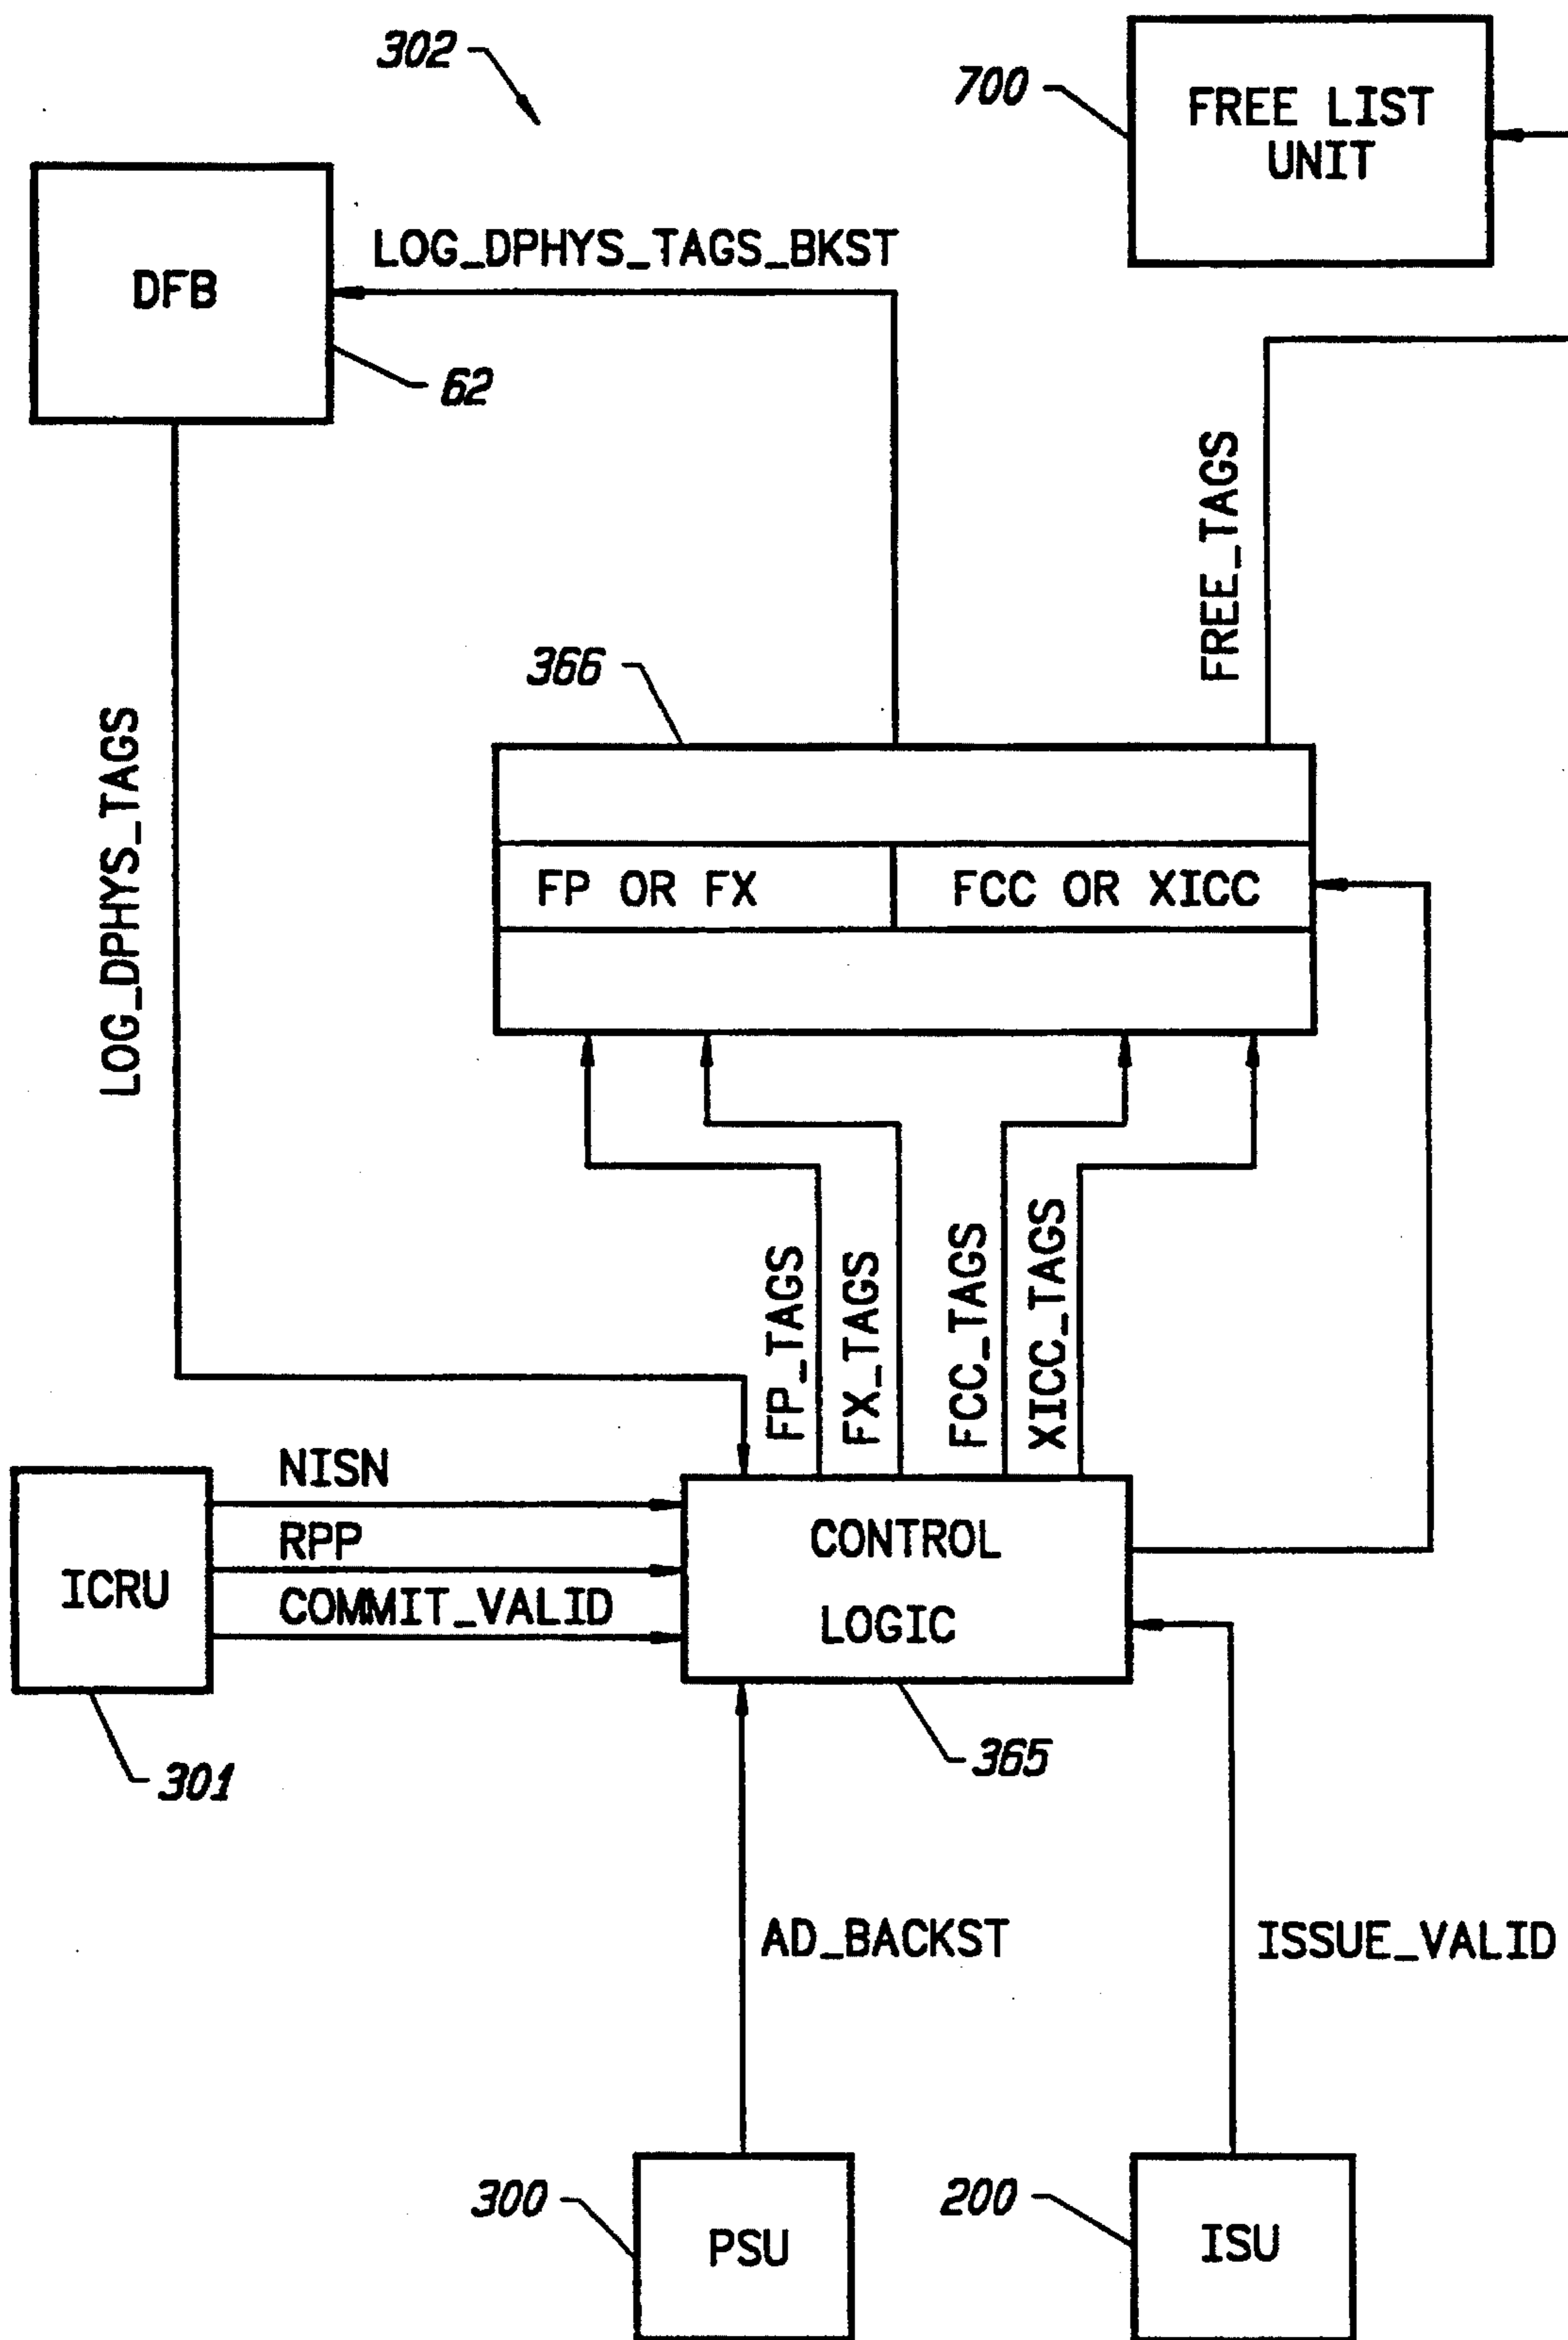 302
700
FREE LIST
UNIT
LOG_DPHYS_TAGS_BKST
DFB
62
FREE_TAGS
366
LOG_DPHYS_TAGS
FP OR FX
FCC OR XICC
FP_TAGS
FX_TAGS
FCC_TAGS
XICC_TAGS
NISN
RPP
COMMIT_VALID
ICRU
CONTROL
LOGIC
301
365
AD_BACKST
ISSUE_VALID
300
PSU
200
ISU